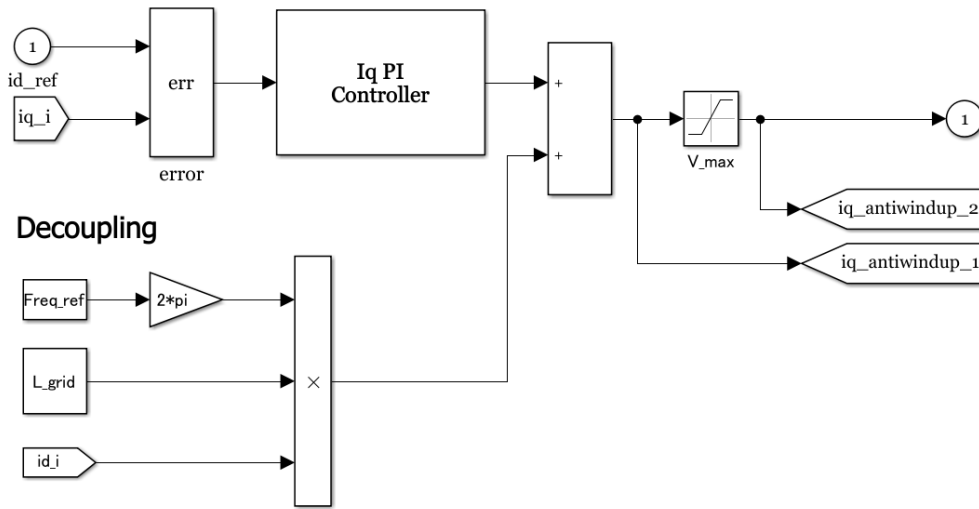 1
id_ref
iq_i
err
error
Iq PI
Controller
+
+
V_max
1
iq_antiwindup_2
iq_antiwindup_1
Decoupling
Freq_ref
2*pi
L_grid
×
id_i